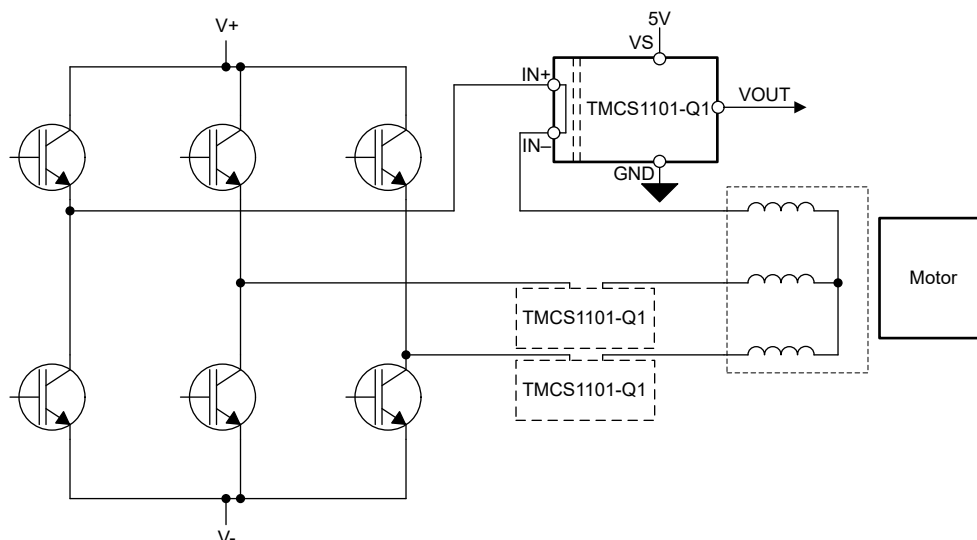 V+
5V
VS
IN+
TMCS1101-Q1
VOUT
IN–
GND
Motor
TMCS1101-Q1
TMCS1101-Q1
V-